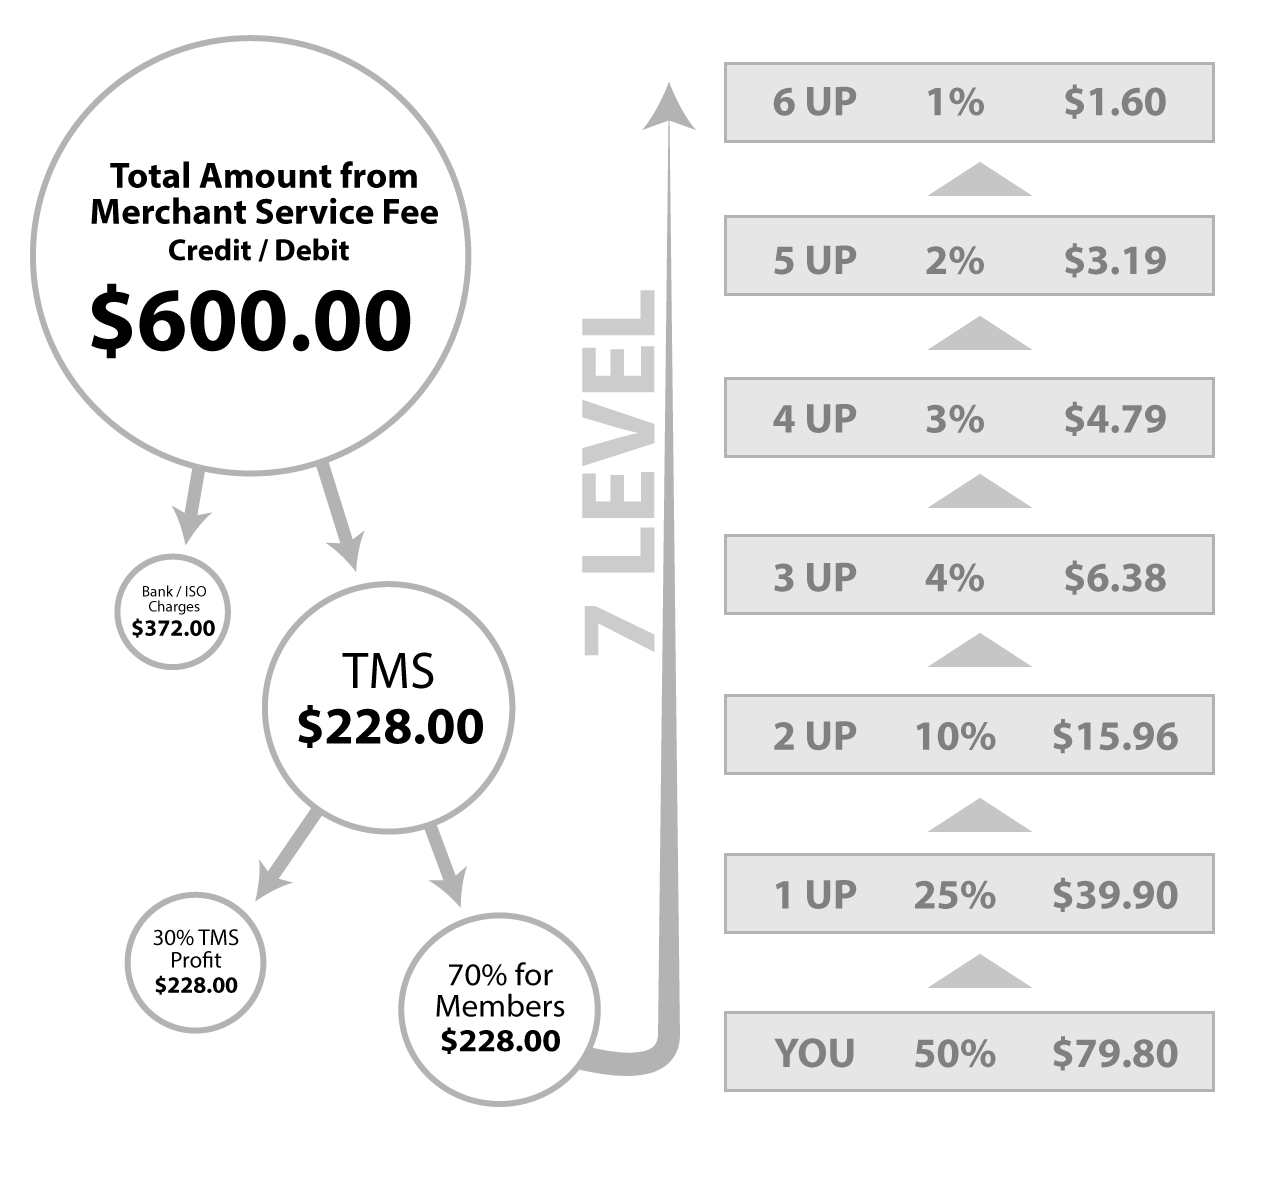 Total Amount from
Merchant Service Fee
Credit / Debit
$600.00
Bank / ISO
Charges
$372.00
TMS
$228.00
30% TMS
Profit
$228.00
70% for
Members
$228.00
7 LEVEL
6 UP 1% $1.60
5 UP 2% $3.19
4 UP 3% $4.79
3 UP 4% $6.38
2 UP 10% $15.96
1 UP 25% $39.90
YOU 50% $79.80